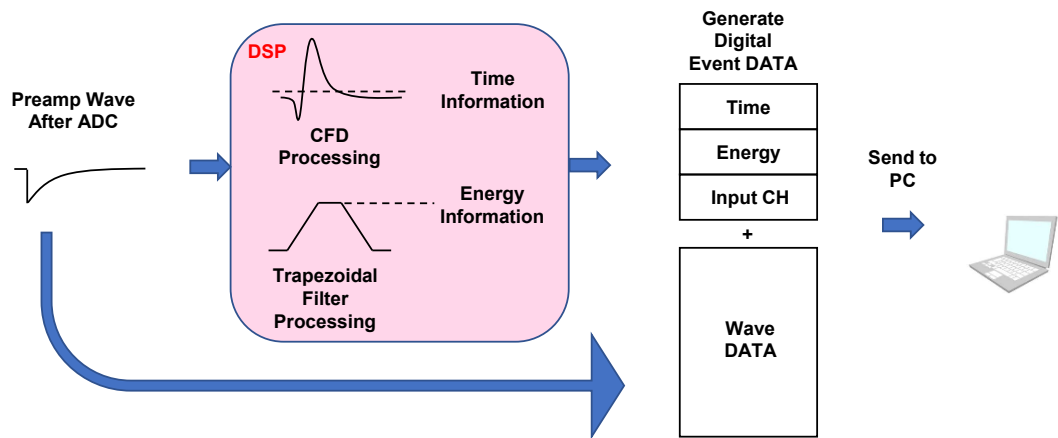 Preamp Wave
After ADC
DSP
CFD
Processing
Time
Information
Trapezoidal
Filter
Processing
Energy
Information
Generate
Digital
Event DATA
Time
Energy
Input CH
+
Wave
DATA
Send to
PC